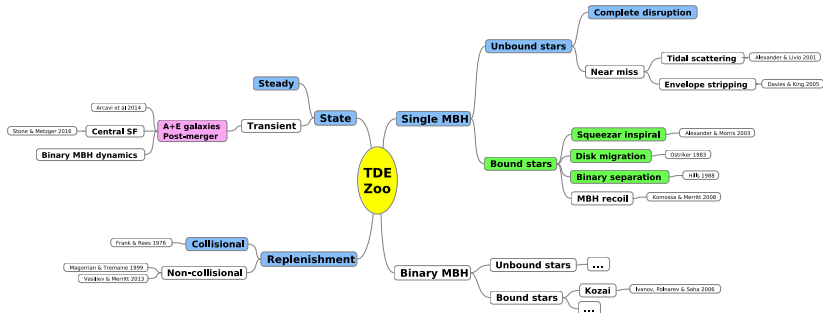 Complete disruption
Unbound stars
Tidal scattering
Alexander & Livio 2001
Near miss
Envelope stripping
Davies & King 2005
Steady
Single MBH
State
Arcavi et al 2014
A+E galaxies
Post-merger
Transient
Stone & Metzger 2016
Central SF
Binary MBH dynamics
Squeezar inspiral
Alexander & Morris 2003
Disk migration
Ostriker 1983
Bound stars
Binary separation
Hills 1988
MBH recoil
Komossa & Merritt 2008
TDE
Zoo
Frank & Rees 1976
Collisional
Replenishment
Magorrian & Tremaine 1999
Non-collisional
Vasiliev & Merritt 2013
Binary MBH
Unbound stars
...
Bound stars
Kozai
Ivanov, Polnarev & Saha 2006
...